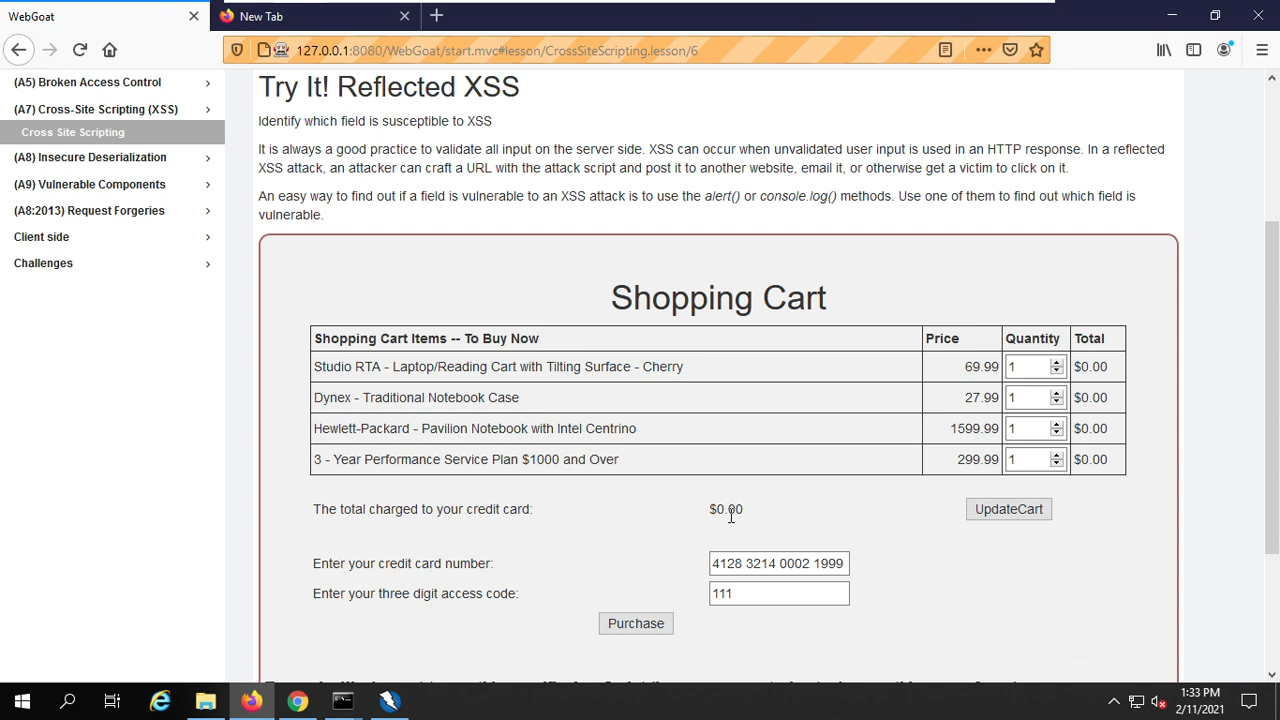 WebGoat
New Tab
127.0.0.1:8080/WebGoat/start.mvc#lesson/CrossSiteScripting.lesson/6
(A5) Broken Access Control
(A7) Cross-Site Scripting (XSS)
Cross Site Scripting
(A8) Insecure Deserialization
(A9) Vulnerable Components
(A8:2013) Request Forgeries
Client side
Challenges
Try It! Reflected XSS
Identify which field is susceptible to XSS
It is always a good practice to validate all input on the server side. XSS can occur when unvalidated user input is used in an HTTP response. In a reflected
XSS attack, an attacker can craft a URL with the attack script and post it to another website, email it, or otherwise get a victim to click on it.
An easy way to find out if a field is vulnerable to an XSS attack is to use the alert() or console.log() methods. Use one of them to find out which field is
vulnerable.
Shopping Cart
Shopping Cart Items -- To Buy Now Price Quantity Total
Studio RTA - Laptop/Reading Cart with Tilting Surface - Cherry 69.99 1 $0.00
Dynex - Traditional Notebook Case 27.99 1 $0.00
Hewlett-Packard - Pavilion Notebook with Intel Centrino 1599.99 1 $0.00
3 - Year Performance Service Plan $1000 and Over 299.99 1 $0.00
The total charged to your credit card: $0.00 UpdateCart
Enter your credit card number: 4128 3214 0002 1999
Enter your three digit access code: 111
Purchase
1:33 PM
2/11/2021